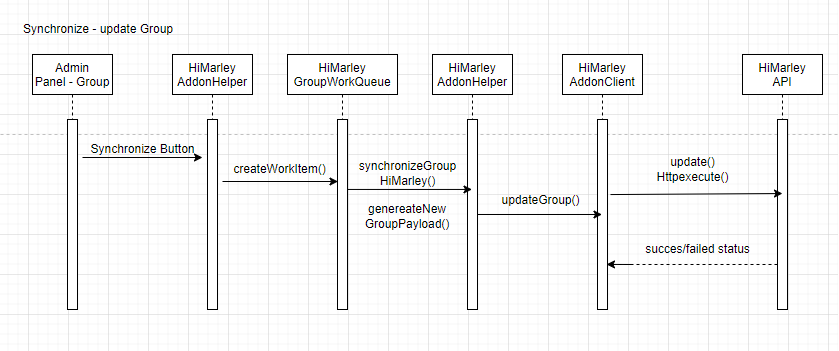 Synchronize - update Group
Admin
Panel - Group
HiMarley
AddonHelper
HiMarley
GroupWorkQueue
HiMarley
AddonHelper
HiMarley
AddonClient
HiMarley
API
Synchronize Button
createWorkItem()
synchronizeGroup
HiMarley()
genereateNew
GroupPayload()
updateGroup()
update()
Httpexecute()
succes/failed status